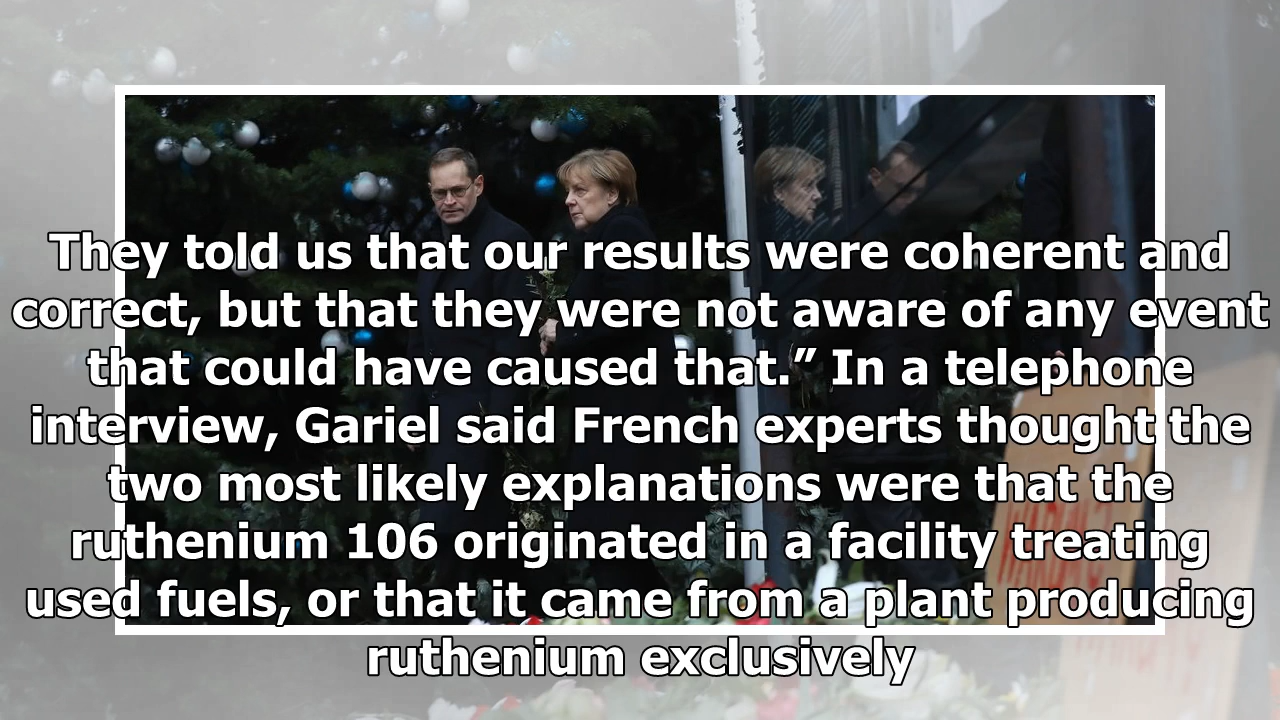 They told us that our results were coherent and
correct, but that they were not aware of any event
that could have caused that.” In a telephone
interview, Gariel said French experts thought the
two most likely explanations were that the
ruthenium 106 originated in a facility treating
used fuels, or that it came from a plant producing
ruthenium exclusively